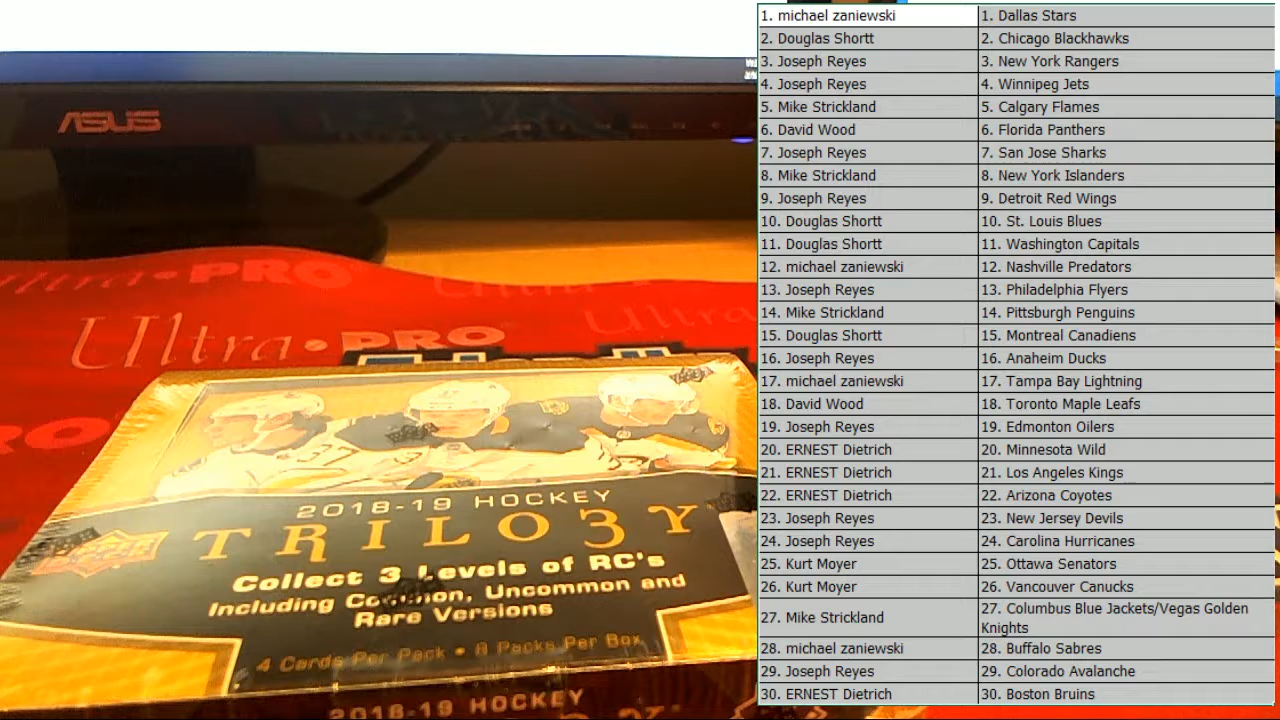 1. michael zaniewski
1. Dallas Stars
2. Douglas Shortt
2. Chicago Blackhawks
3. Joseph Reyes
3. New York Rangers
4. Joseph Reyes
4. Winnipeg Jets
5. Mike Strickland
5. Calgary Flames
6. David Wood
6. Florida Panthers
7. Joseph Reyes
7. San Jose Sharks
8. Mike Strickland
8. New York Islanders
9. Joseph Reyes
9. Detroit Red Wings
10. Douglas Shortt
10. St. Louis Blues
11. Douglas Shortt
11. Washington Capitals
12. michael zaniewski
12. Nashville Predators
13. Joseph Reyes
13. Philadelphia Flyers
14. Mike Strickland
14. Pittsburgh Penguins
15. Douglas Shortt
15. Montreal Canadiens
16. Joseph Reyes
16. Anaheim Ducks
17. michael zaniewski
17. Tampa Bay Lightning
18. David Wood
18. Toronto Maple Leafs
19. Joseph Reyes
19. Edmonton Oilers
20. ERNEST Dietrich
20. Minnesota Wild
21. ERNEST Dietrich
21. Los Angeles Kings
22. ERNEST Dietrich
22. Arizona Coyotes
23. Joseph Reyes
23. New Jersey Devils
24. Joseph Reyes
24. Carolina Hurricanes
25. Kurt Moyer
25. Ottawa Senators
26. Kurt Moyer
26. Vancouver Canucks
27. Mike Strickland
27. Columbus Blue Jackets/Vegas Golden
Knights
28. michael zaniewski
28. Buffalo Sabres
29. Joseph Reyes
29. Colorado Avalanche
30. ERNEST Dietrich
30. Boston Bruins
ASUS
Ultra•PRO
Ultra•PRO
Ultra
PRO
37
2018-19 HOCKEY
TRILO3Y
Collect 3 Levels of RC's
Including Common, Uncommon and
Rare Versions
4 Cards Per Pack • 8 Packs Per Box
2018-19 HOCKEY